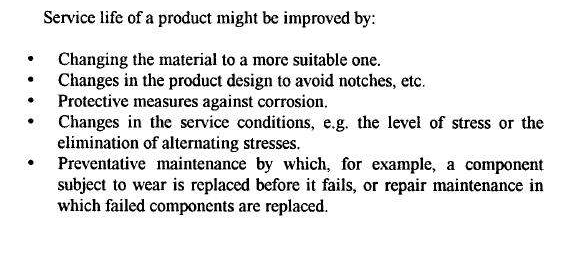 Service life of a product might be improved by:
• Changing the material to a more suitable one.
• Changes in the product design to avoid notches, etc.
• Protective measures against corrosion.
• Changes in the service conditions, e.g. the level of stress or the
elimination of alternating stresses.
• Preventative maintenance by which, for example, a component
subject to wear is replaced before it fails, or repair maintenance in
which failed components are replaced.